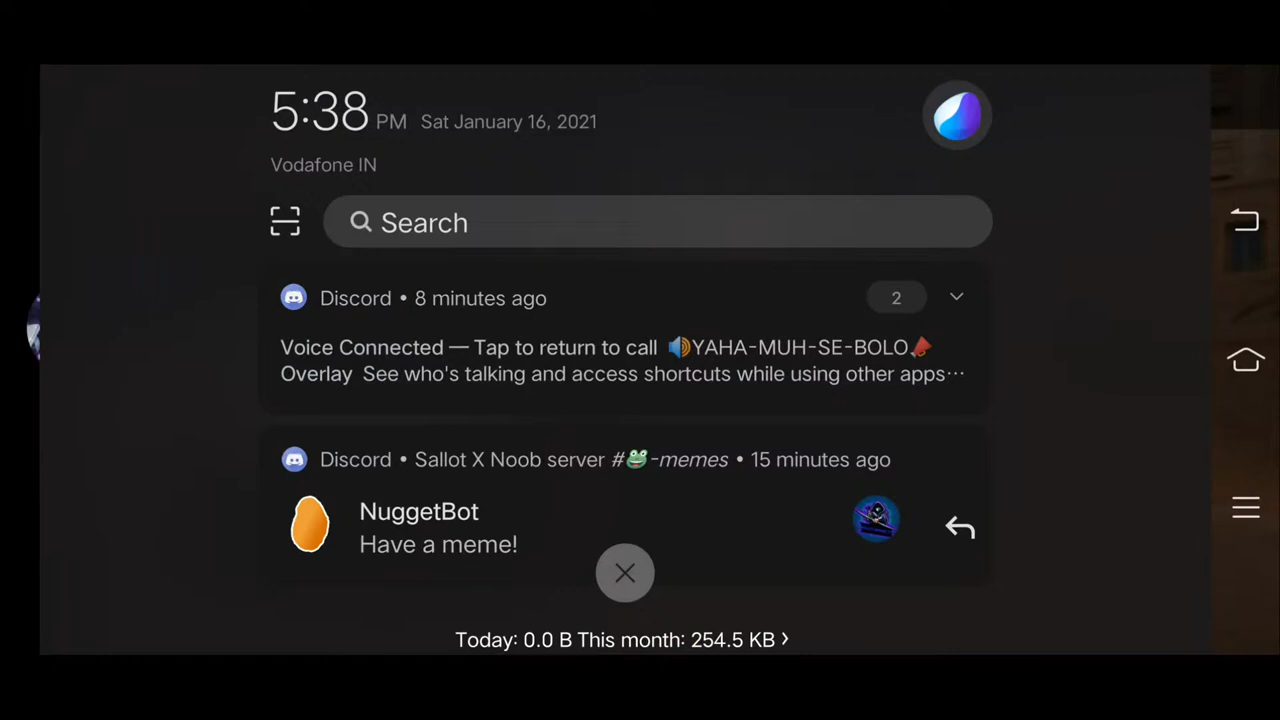 5:38 PM Sat January 16, 2021
Vodafone IN
Search
Discord • 8 minutes ago 2
Voice Connected — Tap to return to call 🔊YAHA-MUH-SE-BOLO📣
Overlay See who's talking and access shortcuts while using other apps…
Discord • Sallot X Noob server #🐸-memes • 15 minutes ago
NuggetBot
Have a meme!
Today: 0.0 B This month: 254.5 KB ›